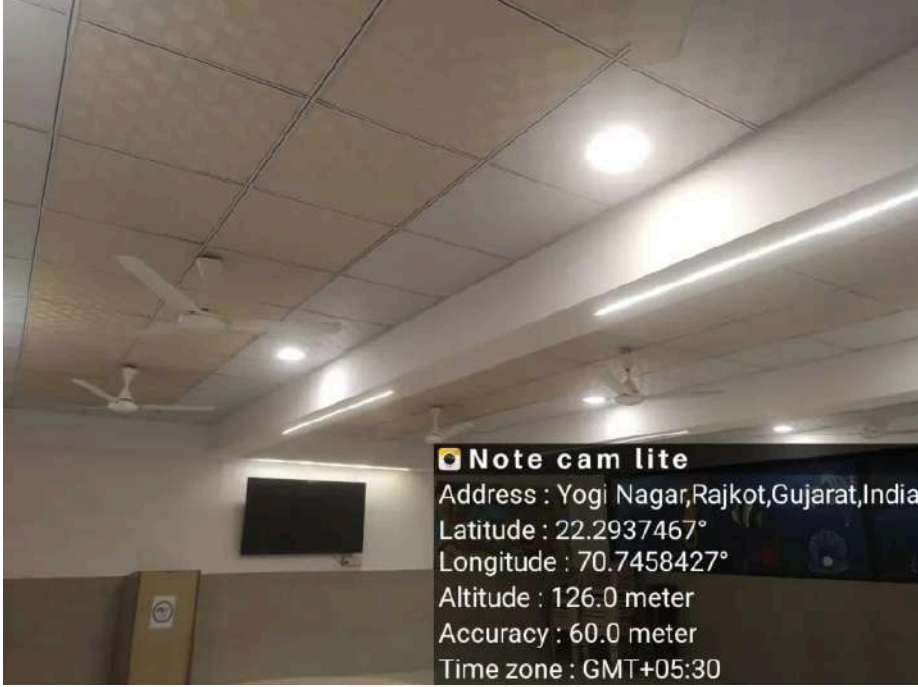 Note cam lite
Address : Yogi Nagar,Rajkot,Gujarat,India
Latitude : 22.2937467°
Longitude : 70.7458427°
Altitude : 126.0 meter
Accuracy : 60.0 meter
Time zone : GMT+05:30